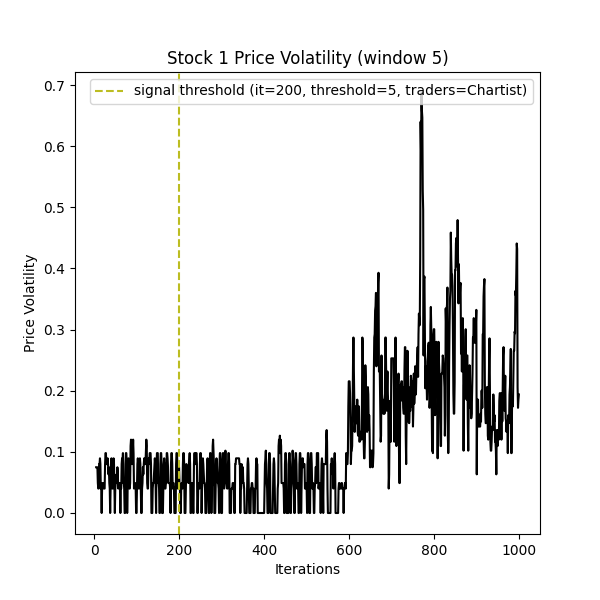 Stock 1 Price Volatility (window 5)
signal threshold (it=200, threshold=5, traders=Chartist)
0.7
0.6
0.5
0.4
0.3
0.2
0.1
0.0
Price Volatility
0 200 400 600 800 1000
Iterations